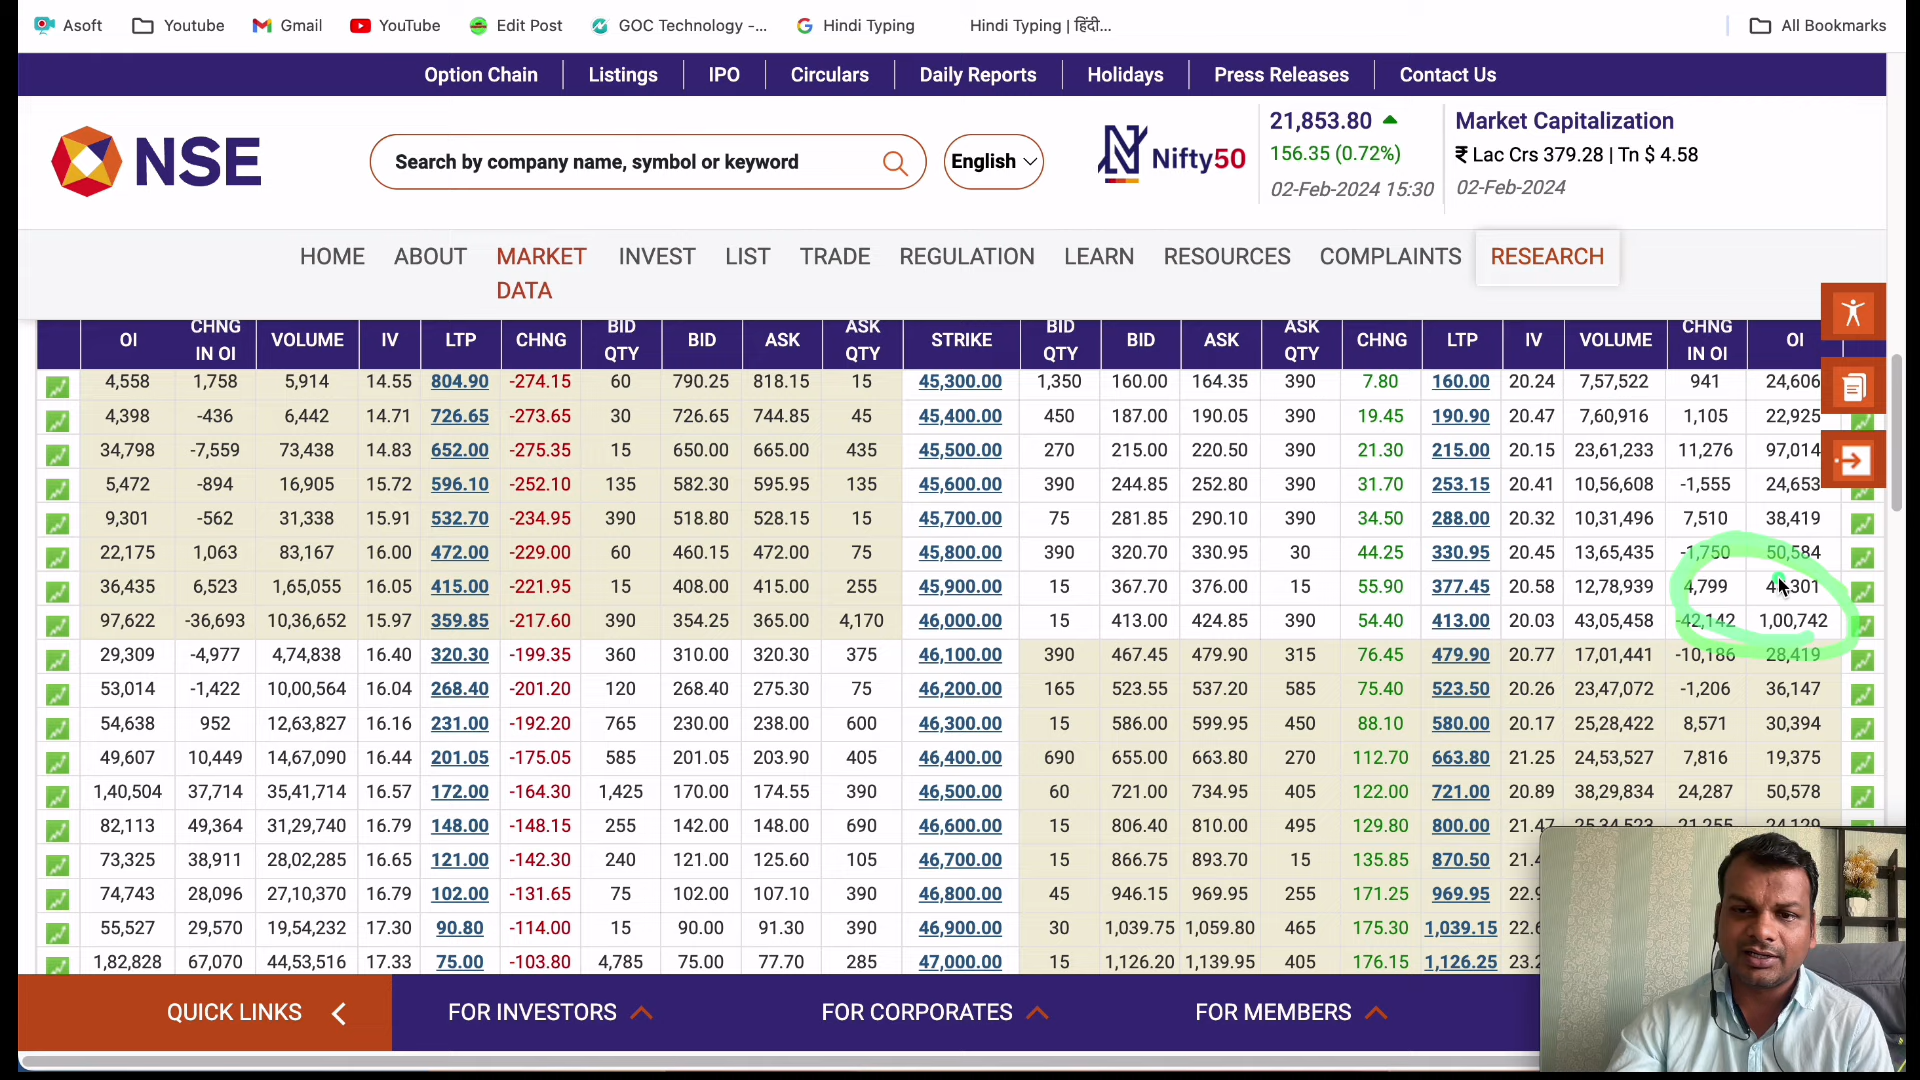 Asoft Youtube Gmail YouTube Edit Post GOC Technology -... Hindi Typing Hindi Typing | हिंदी... All Bookmarks
Option Chain Listings IPO Circulars Daily Reports Holidays Press Releases Contact Us
NSE Search by company name, symbol or keyword English Nifty50
21,853.80
156.35 (0.72%)
02-Feb-2024 15:30
Market Capitalization
₹ Lac Crs 379.28 | Tn $ 4.58
02-Feb-2024
HOME ABOUT MARKET DATA INVEST LIST TRADE REGULATION LEARN RESOURCES COMPLAINTS RESEARCH
OI CHNG IN OI VOLUME IV LTP CHNG BID QTY BID ASK ASK QTY STRIKE BID QTY BID ASK ASK QTY CHNG LTP IV VOLUME CHNG IN OI OI
4,558 1,758 5,914 14.55 804.90 -274.15 60 790.25 818.15 15 45,300.00 1,350 160.00 164.35 390 7.80 160.00 20.24 7,57,522 941 24,606
4,398 -436 6,442 14.71 726.65 -273.65 30 726.65 744.85 45 45,400.00 450 187.00 190.05 390 19.45 190.90 20.47 7,60,916 1,105 22,925
34,798 -7,559 73,438 14.83 652.00 -275.35 15 650.00 665.00 435 45,500.00 270 215.00 220.50 390 21.30 215.00 20.15 23,61,233 11,276 97,014
5,472 -894 16,905 15.72 596.10 -252.10 135 582.30 595.95 135 45,600.00 390 244.85 252.80 390 31.70 253.15 20.41 10,56,608 -1,555 24,653
9,301 -562 31,338 15.91 532.70 -234.95 390 518.80 528.15 15 45,700.00 75 281.85 290.10 390 34.50 288.00 20.32 10,31,496 7,510 38,419
22,175 1,063 83,167 16.00 472.00 -229.00 60 460.15 472.00 75 45,800.00 390 320.70 330.95 30 44.25 330.95 20.45 13,65,435 -1,750 50,584
36,435 6,523 1,65,055 16.05 415.00 -221.95 15 408.00 415.00 255 45,900.00 15 367.70 376.00 15 55.90 377.45 20.58 12,78,939 4,799
97,622 -36,693 10,36,652 15.97 359.85 -217.60 390 354.25 365.00 4,170 46,000.00 15 413.00 424.85 390 54.40 413.00 20.03 43,05,458 -42,142 1,00,742
29,309 -4,977 4,74,838 16.40 320.30 -199.35 360 310.00 320.30 375 46,100.00 390 467.45 479.90 315 76.45 479.90 20.77 17,01,441 -10,186 28,419
53,014 -1,422 10,00,564 16.04 268.40 -201.20 120 268.40 275.30 75 46,200.00 165 523.55 537.20 585 75.40 523.50 20.26 23,47,072 -1,206 36,147
54,638 952 12,63,827 16.16 231.00 -192.20 765 230.00 238.00 600 46,300.00 15 586.00 599.95 450 88.10 580.00 20.17 25,28,422 8,571 30,394
49,607 10,449 14,67,090 16.44 201.05 -175.05 585 201.05 203.90 405 46,400.00 690 655.00 663.80 270 112.70 663.80 21.25 24,53,527 7,816 19,375
1,40,504 37,714 35,41,714 16.57 172.00 -164.30 1,425 170.00 174.55 390 46,500.00 60 721.00 734.95 405 122.00 721.00 20.89 38,29,834 24,287 50,578
82,113 49,364 31,29,740 16.79 148.00 -148.15 255 142.00 148.00 690 46,600.00 15 806.40 810.00 495 129.80 800.00
73,325 38,911 28,02,285 16.65 121.00 -142.30 240 121.00 125.60 105 46,700.00 15 866.75 893.70 15 135.85 870.50
74,743 28,096 27,10,370 16.79 102.00 -131.65 75 102.00 107.10 390 46,800.00 45 946.15 969.95 255 171.25 969.95
55,527 29,570 19,54,232 17.30 90.80 -114.00 15 90.00 91.30 390 46,900.00 30 1,039.75 1,059.80 465 175.30 1,039.15
1,82,828 67,070 44,53,516 17.33 75.00 -103.80 4,785 75.00 77.70 285 47,000.00 15 1,126.20 1,139.95 405 176.15 1,126.25
QUICK LINKS FOR INVESTORS FOR CORPORATES FOR MEMBERS